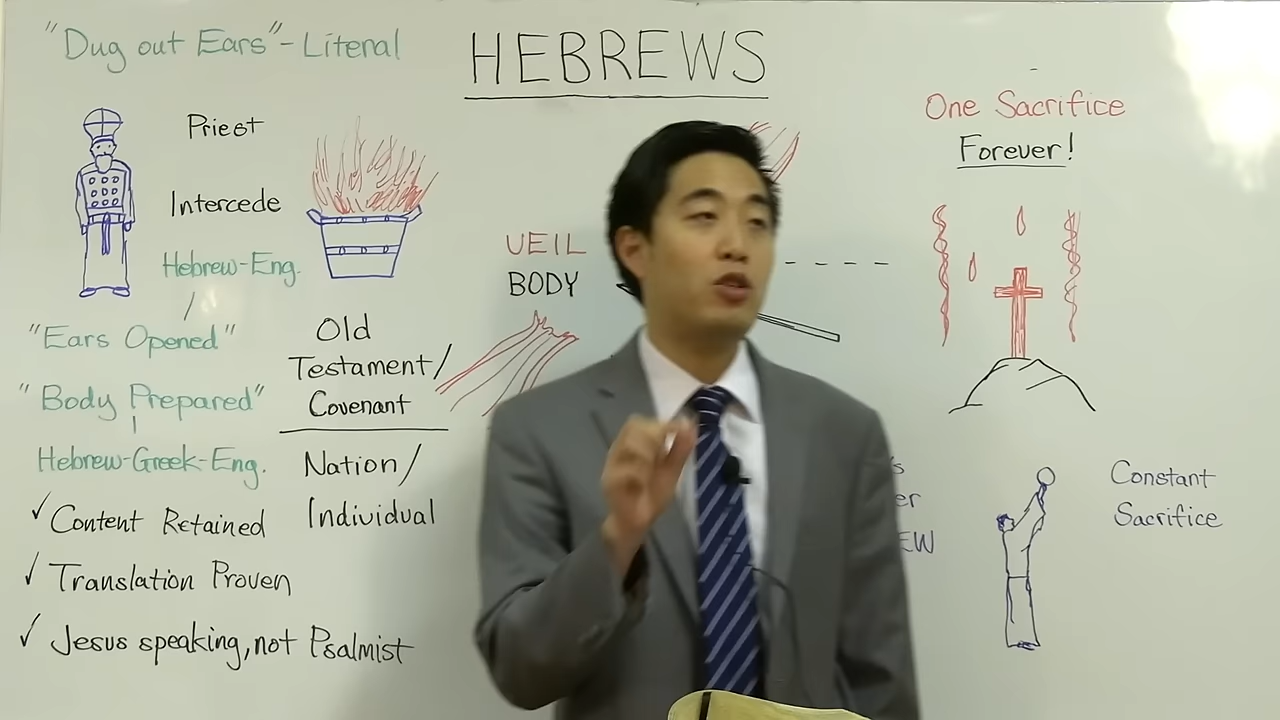 "Dug out Ears" - Literal
HEBREWS
Priest
Intercede
Hebrew-Eng.
"Ears Opened"
"Body Prepared"
Hebrew-Greek-Eng.
✓ Content Retained
✓ Translation Proven
✓ Jesus speaking, not Psalmist
Old
Testament/
Covenant
Nation/
Individual
VEIL
BODY
One Sacrifice
Forever!
Constant
Sacrifice